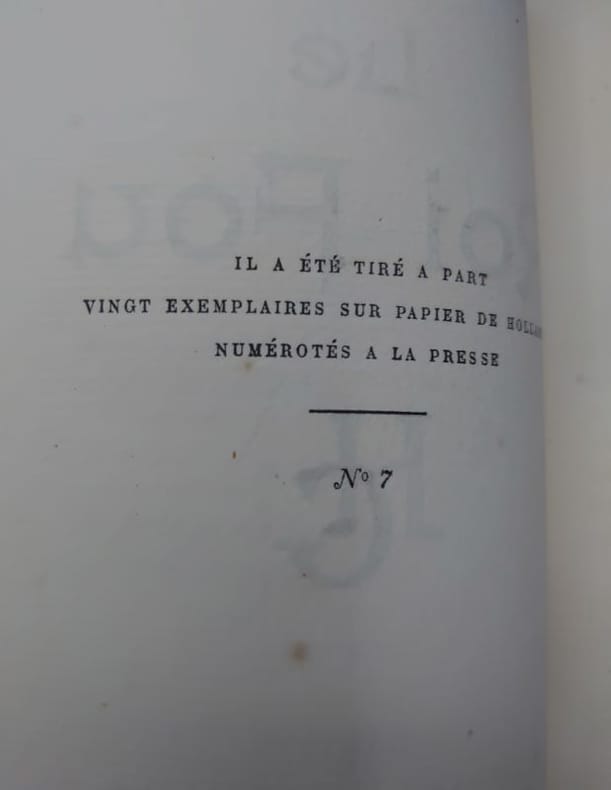 IL A ÉTÉ TIRÉ A PART
VINGT EXEMPLAIRES SUR PAPIER DE
NUMÉROTÉS A LA PRESSE
No 7